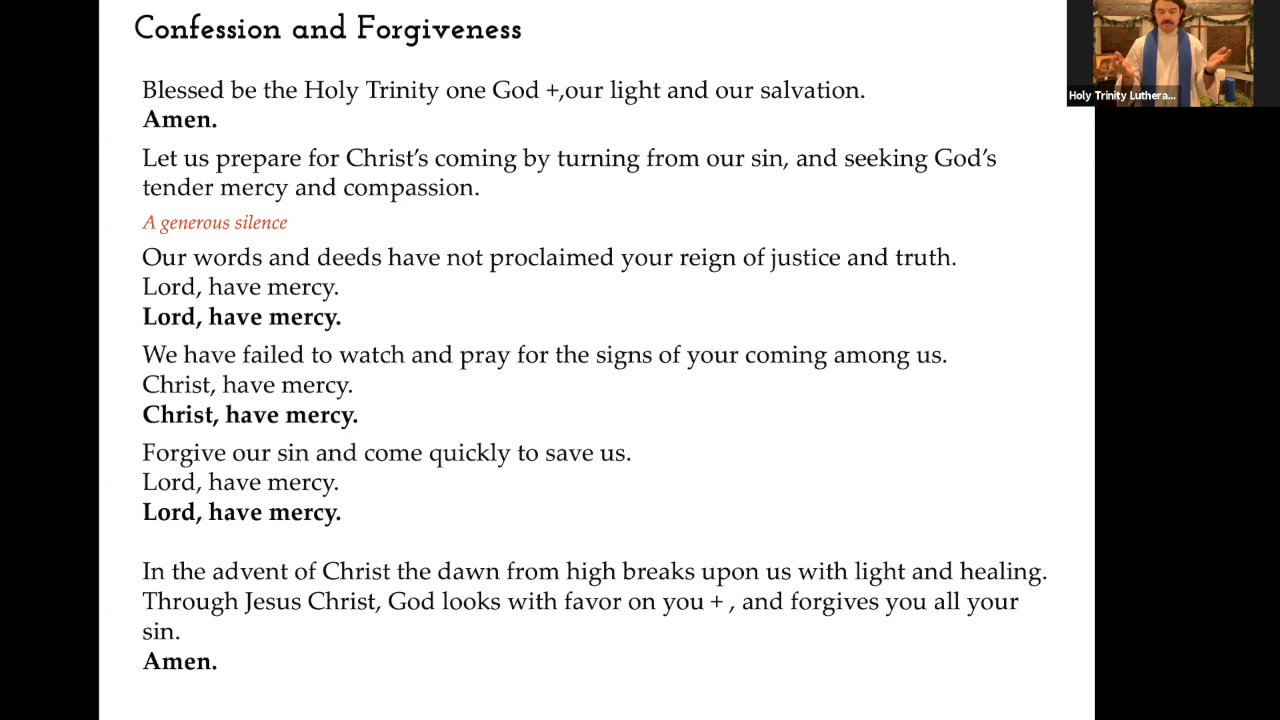 Confession and Forgiveness
Blessed be the Holy Trinity one God +,our light and our salvation.
Amen.
Let us prepare for Christ's coming by turning from our sin, and seeking God's
tender mercy and compassion.
A generous silence
Our words and deeds have not proclaimed your reign of justice and truth.
Lord, have mercy.
Lord, have mercy.
We have failed to watch and pray for the signs of your coming among us.
Christ, have mercy.
Christ, have mercy.
Forgive our sin and come quickly to save us.
Lord, have mercy.
Lord, have mercy.
In the advent of Christ the dawn from high breaks upon us with light and healing.
Through Jesus Christ, God looks with favor on you + , and forgives you all your
sin.
Amen.
Holy Trinity Luthera...